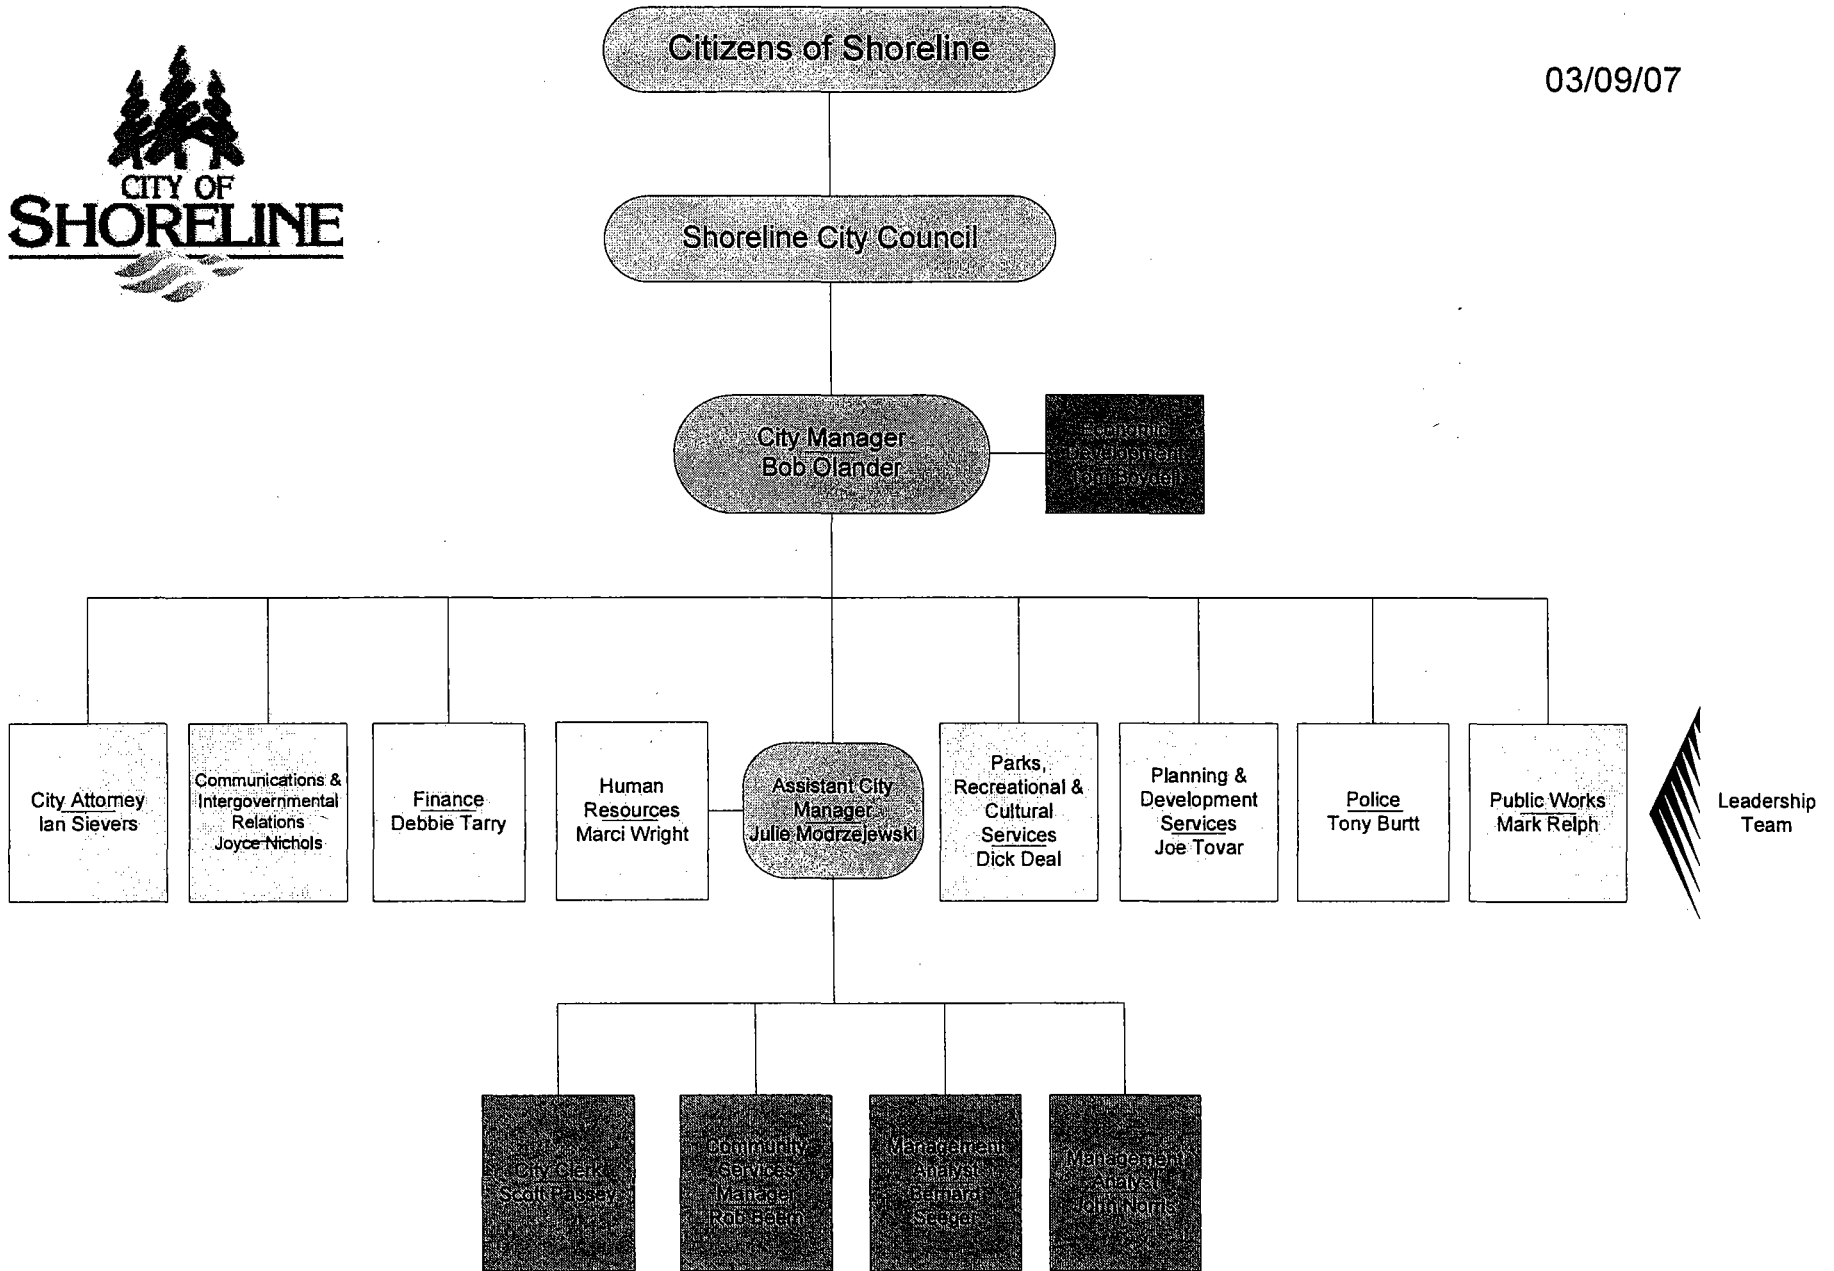 Citizens of Shoreline
03/09/07
CITY OF
SHORELINE
Shoreline City Council
City Manager
Bob Olander
Economic
Development
Tom Boydell
City Attorney
Ian Sievers
Communications &
Intergovernmental
Relations
Joyce Nichols
Finance
Debbie Tarry
Human
Resources
Marci Wright
Assistant City
Manager
Julie Modrzejewski
Parks,
Recreational &
Cultural
Services
Dick Deal
Planning &
Development
Services
Joe Tovar
Police
Tony Burtt
Public Works
Mark Relph
Leadership
Team
City Clerk
Scott Passey
Community
Services
Manager
Rob Beem
Management
Analyst
Bernard
Seeger
Management
Analyst
John Norris